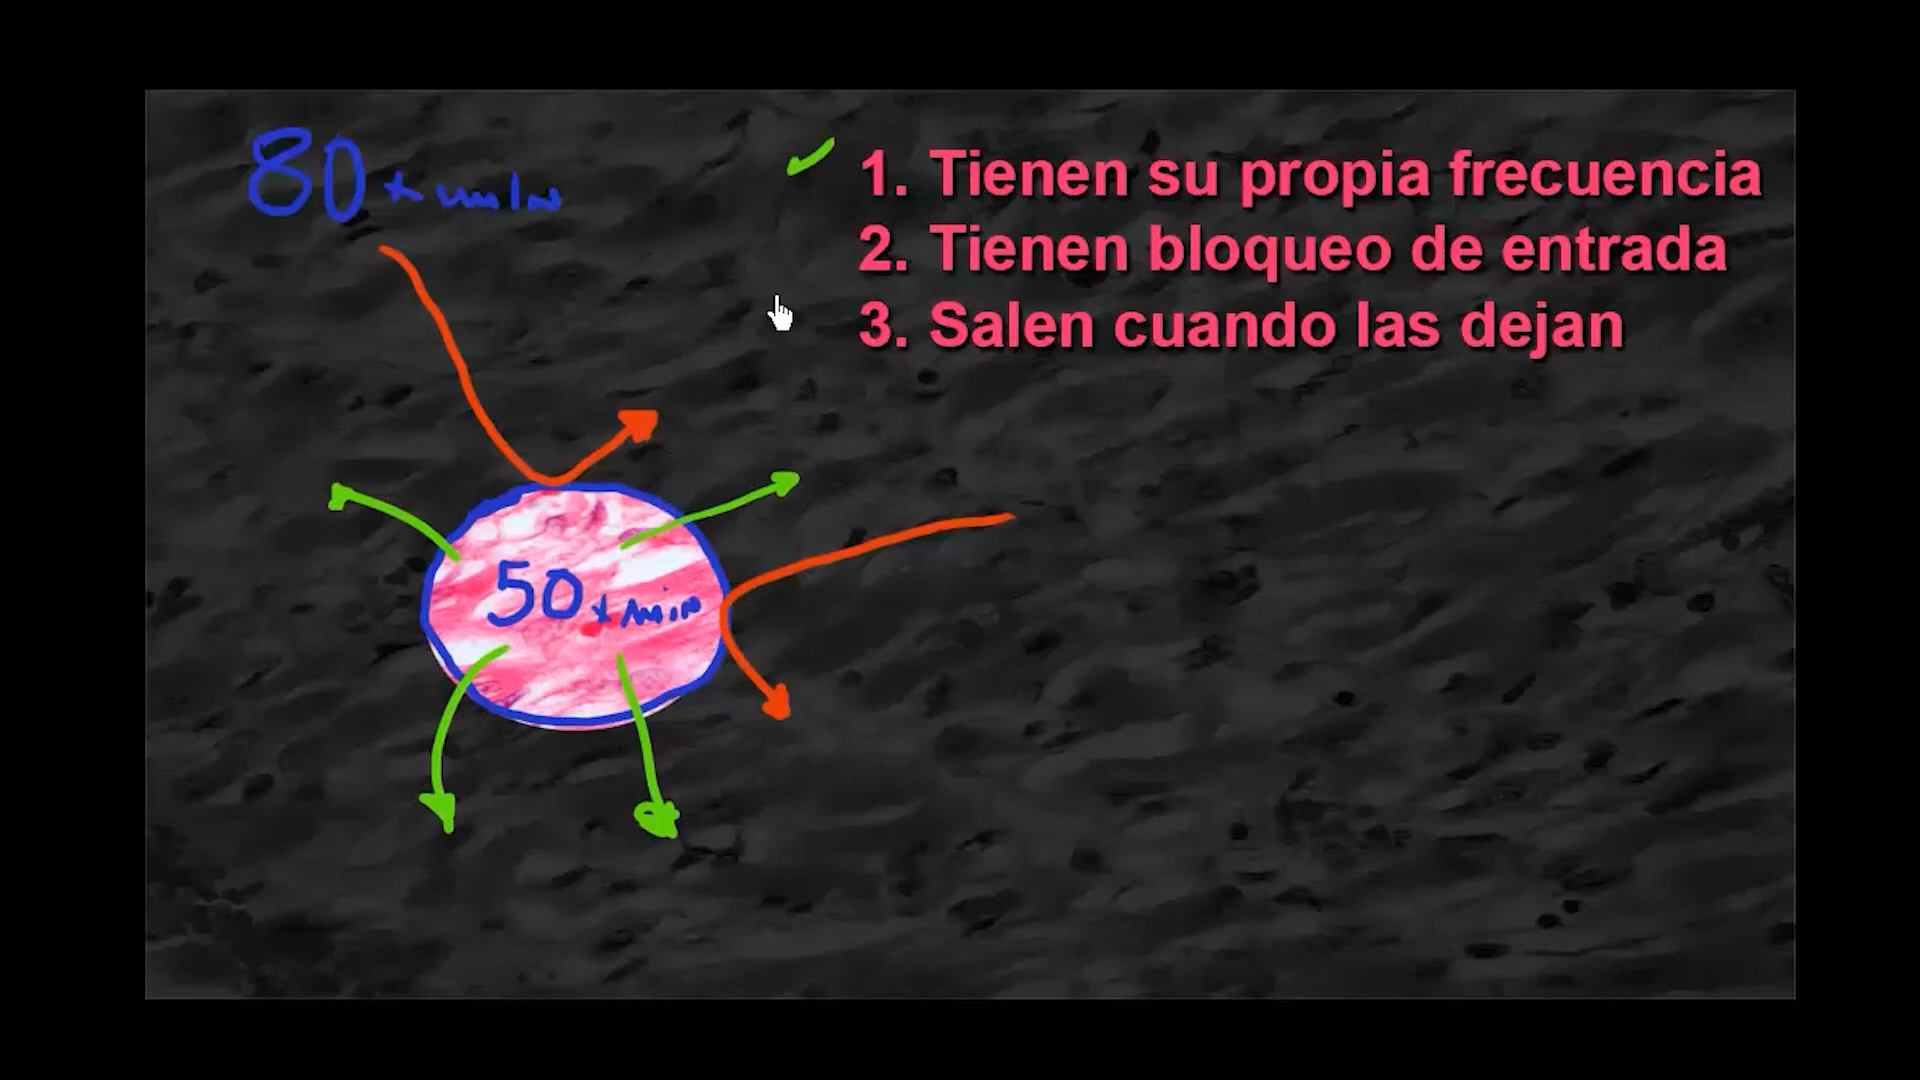 80 x min
1. Tienen su propia frecuencia
2. Tienen bloqueo de entrada
3. Salen cuando las dejan
50 x min